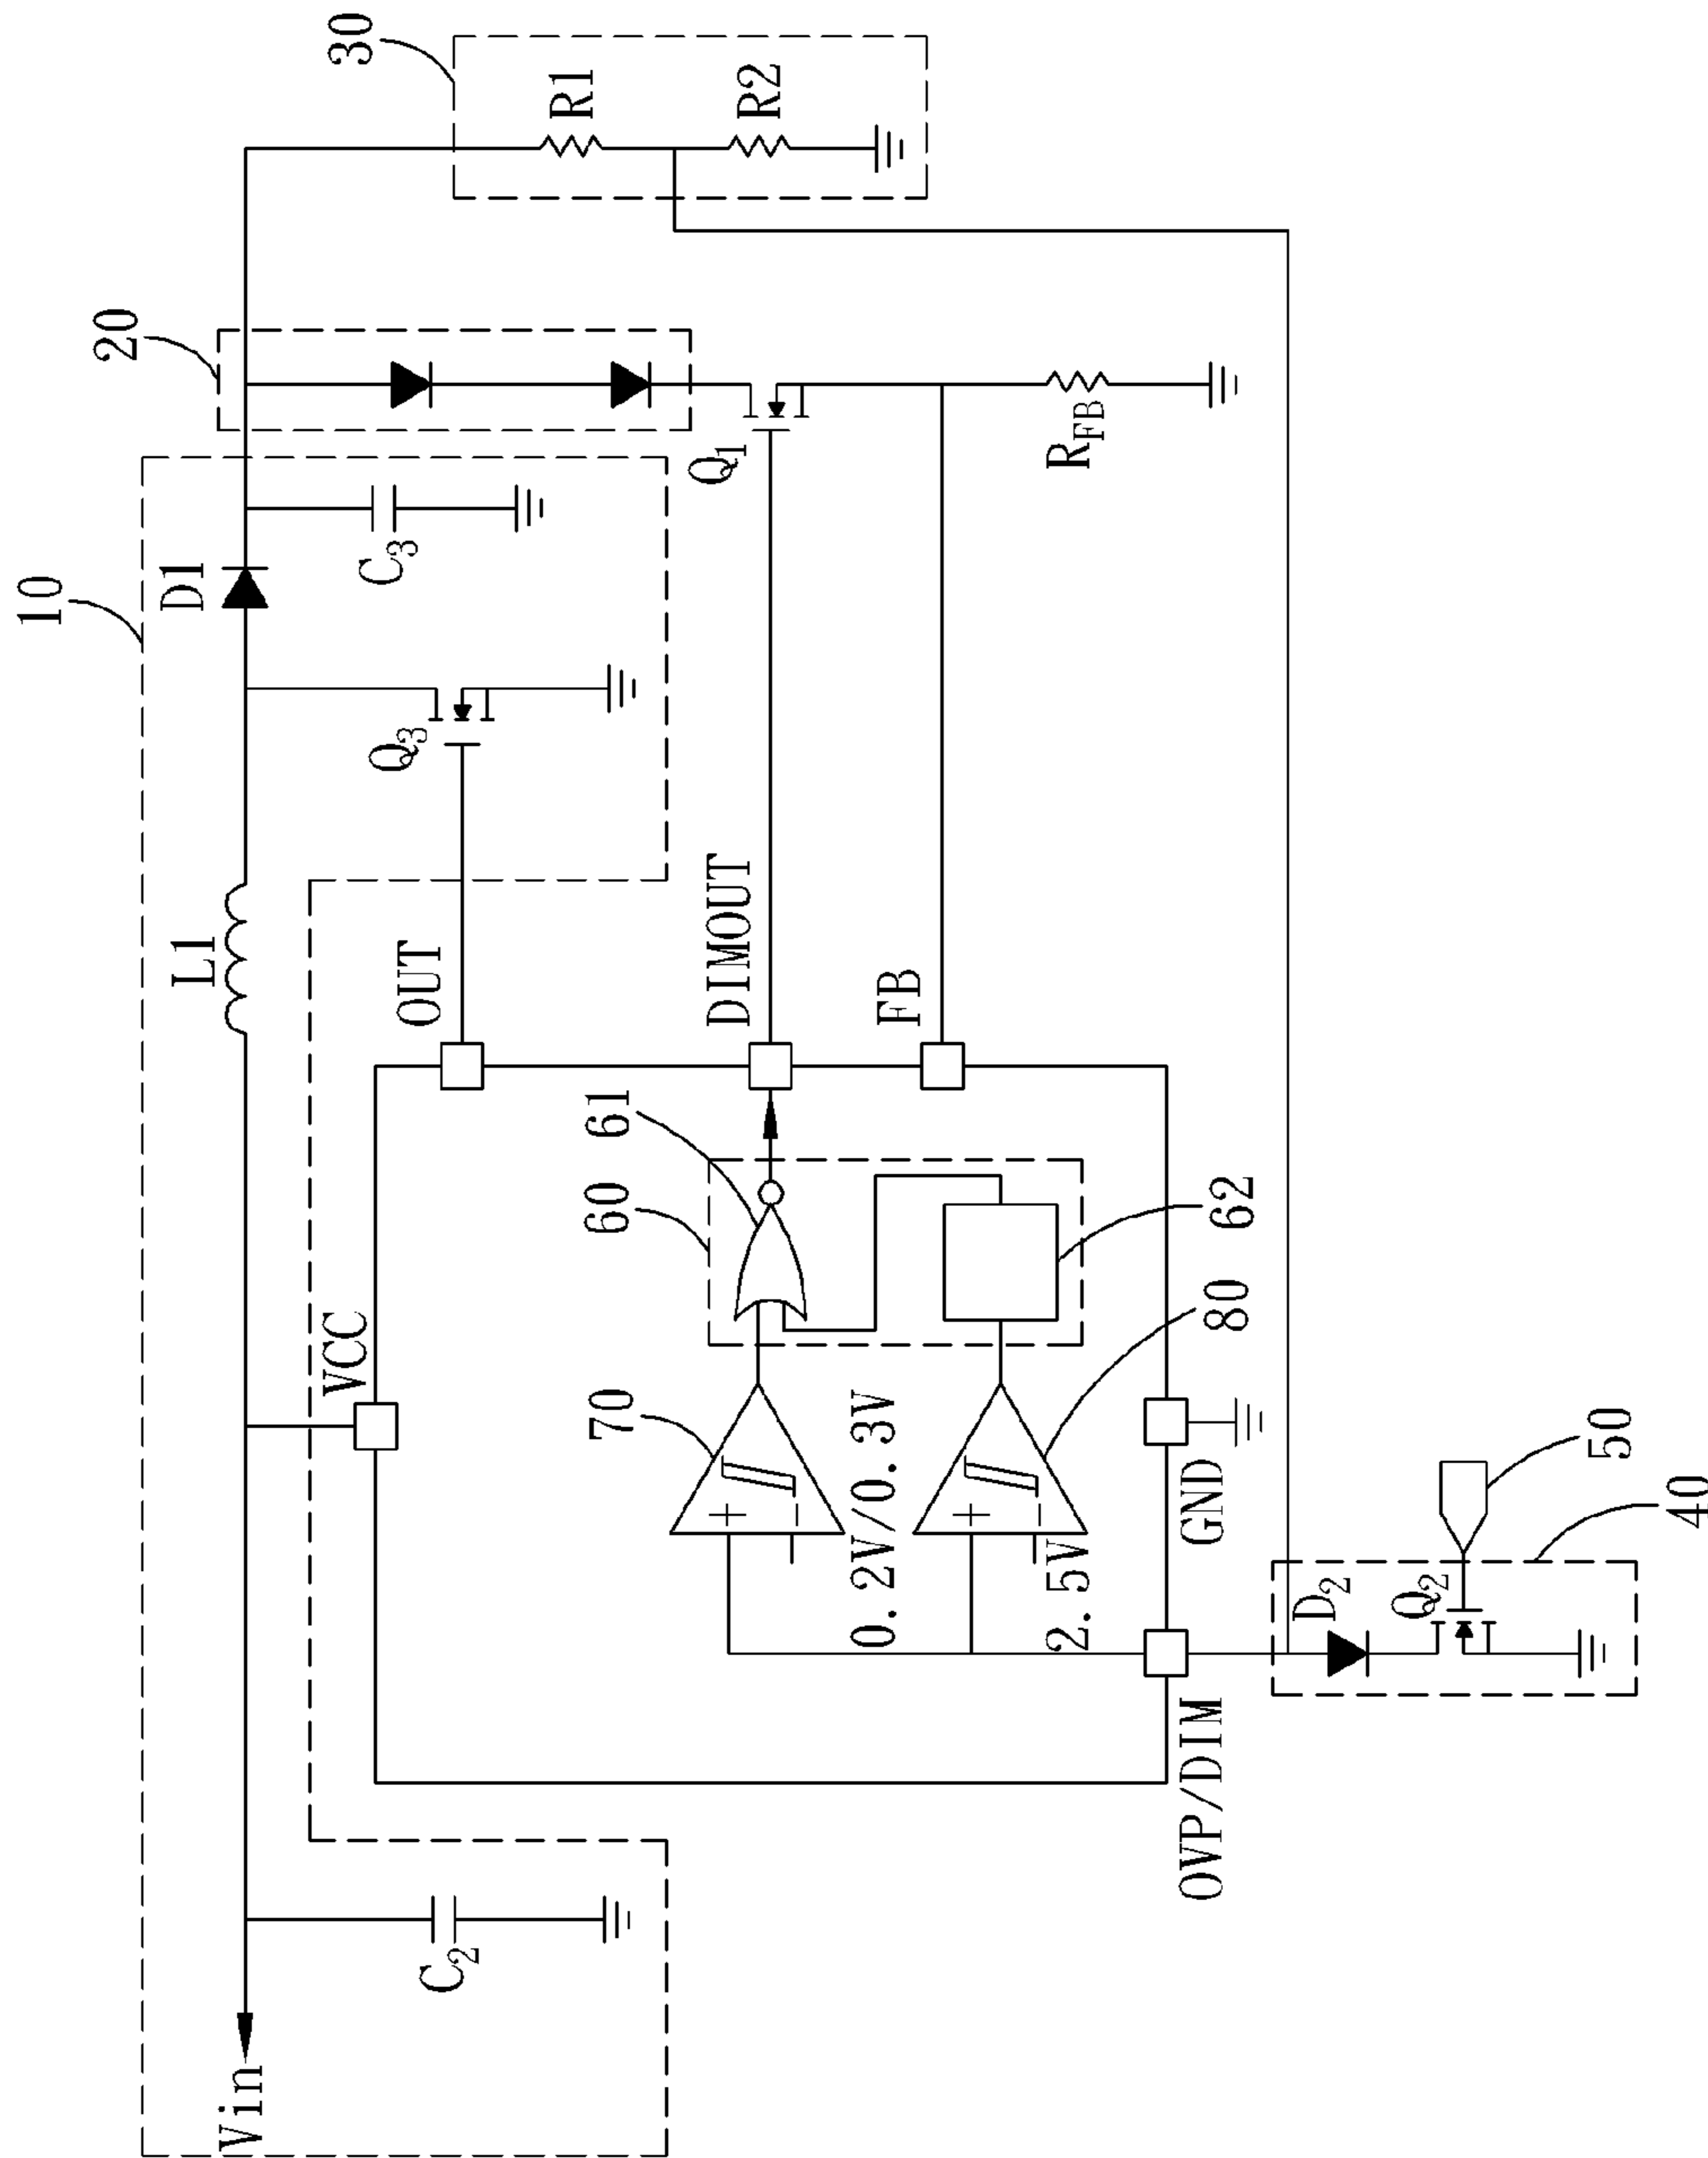 10
20
30
D1
L1
C3
Q3
R1
R2
Q1
RFB
OUT
DIMOUT
FB
VCC
Vin
C2
60
61
62
70
80
0.2V/0.3V
2.5V
GND
OVP/DIM
D2
Q2
50
40